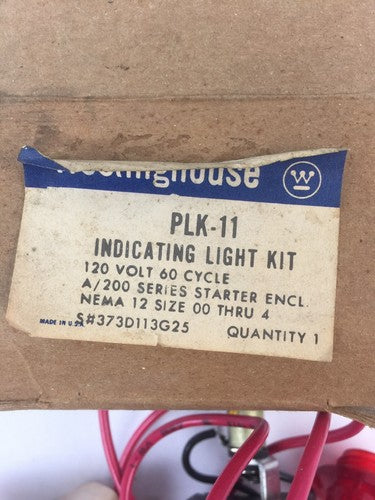 Westinghouse
PLK-11
INDICATING LIGHT KIT
120 VOLT 60 CYCLE
A/200 SERIES STARTER ENCL.
NEMA 12 SIZE 00 THRU 4
MADE IN U.S.A. S#373D113G25 QUANTITY 1